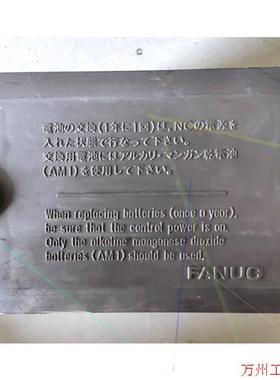 電池の交換(1年に1回)は、NCの電源を
入れた状態で行なって下さい。
交換用電池にはアルカリ・マンガン乾電池
(AM1)を使用して下さい。
When replacing batteries (once a year),
be sure that the control power is on.
Only the alkaline manganese dioxide
batteries (AM1) should be used.
FANUC
万州工